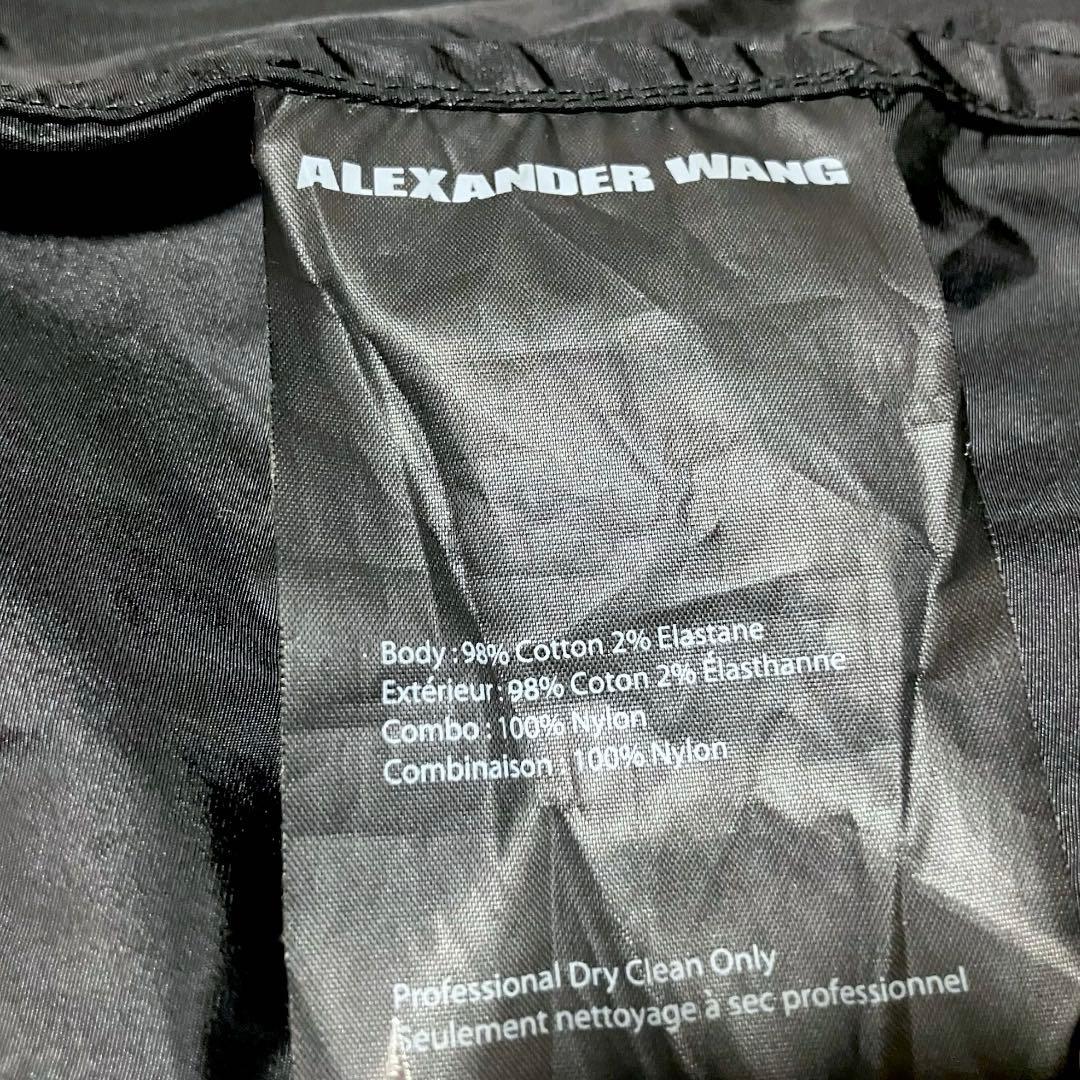 ALEXANDER WANG
Body : 98% Cotton 2% Elastane
Extérieur : 98% Coton 2% Élasthanne
Combo : 100% Nylon
Combinaison : 100% Nylon
Professional Dry Clean Only
Seulement nettoyage à sec professionnel